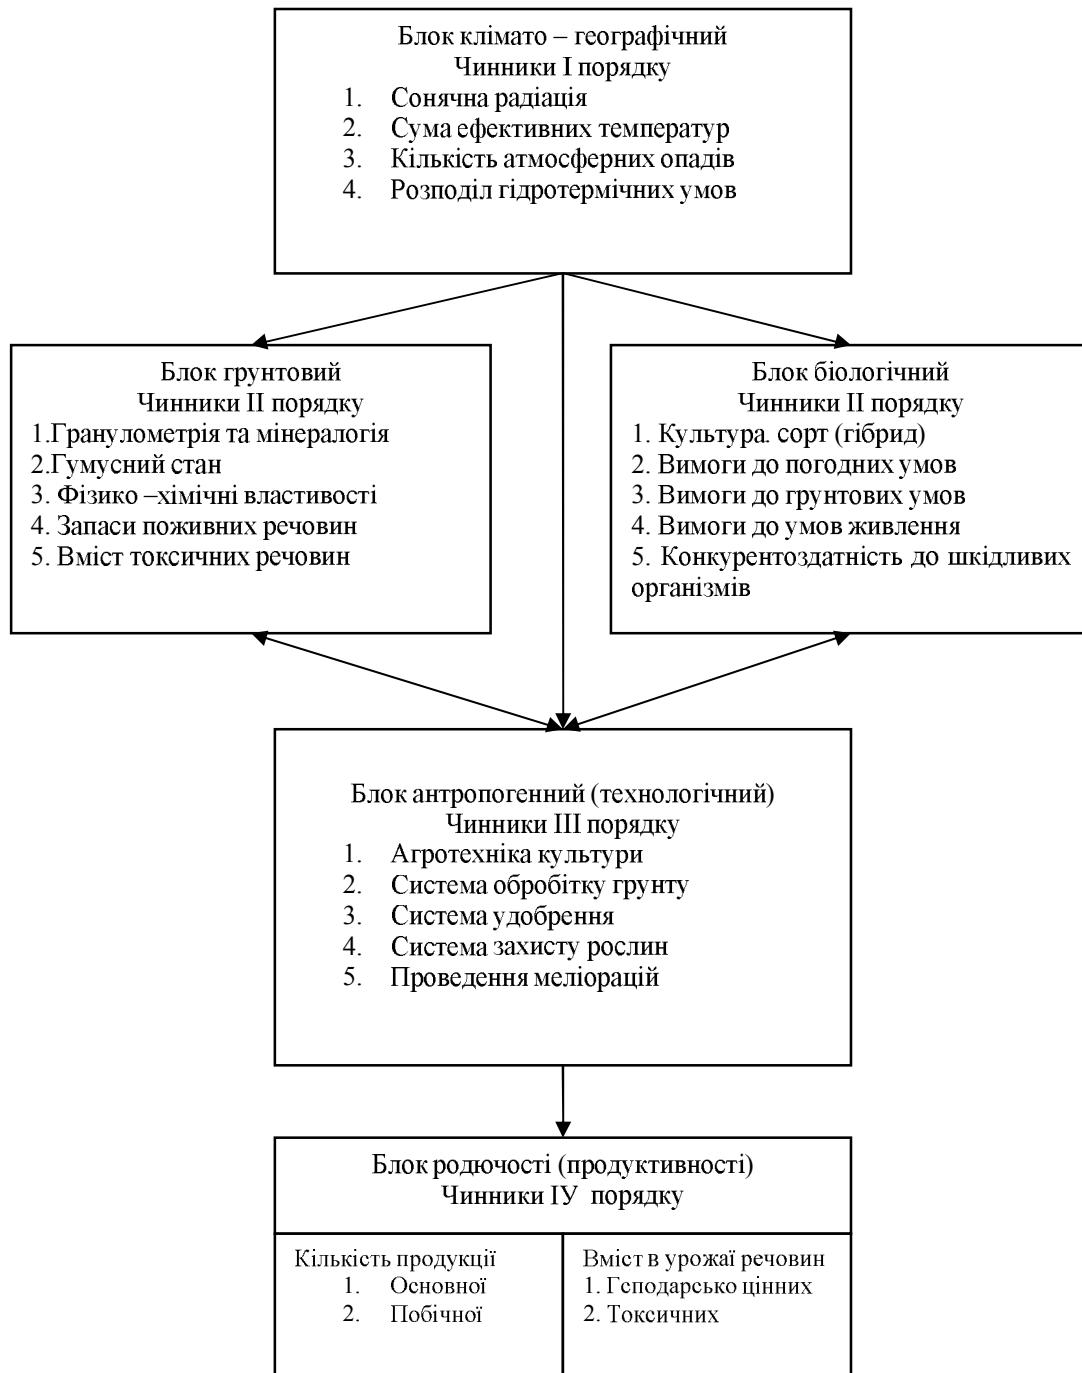 Блок клімато – географічний
Чинники І порядку
1. Сонячна радіація
2. Сума ефективних температур
3. Кількість атмосферних опадів
4. Розподіл гідротермічних умов
Блок грунтовий
Чинники ІІ порядку
1.Гранулометрія та мінералогія
2.Гумусний стан
3. Фізико –хімічні властивості
4. Запаси поживних речовин
5. Вміст токсичних речовин
Блок біологічний
Чинники ІІ порядку
1. Культура. сорт (гібрид)
2. Вимоги до погодних умов
3. Вимоги до грунтових умов
4. Вимоги до умов живлення
5. Конкурентоздатність до шкідливих
організмів
Блок антропогенний (технологічний)
Чинники ІІІ порядку
1. Агротехніка культури
2. Система обробітку грунту
3. Система удобрення
4. Система захисту рослин
5. Проведення меліорацій
Блок родючості (продуктивності)
Чинники ІУ порядку
Кількість продукції
1. Основної
2. Побічної
Вміст в урожаї речовин
1. Гсподарсько цінних
2. Токсичних